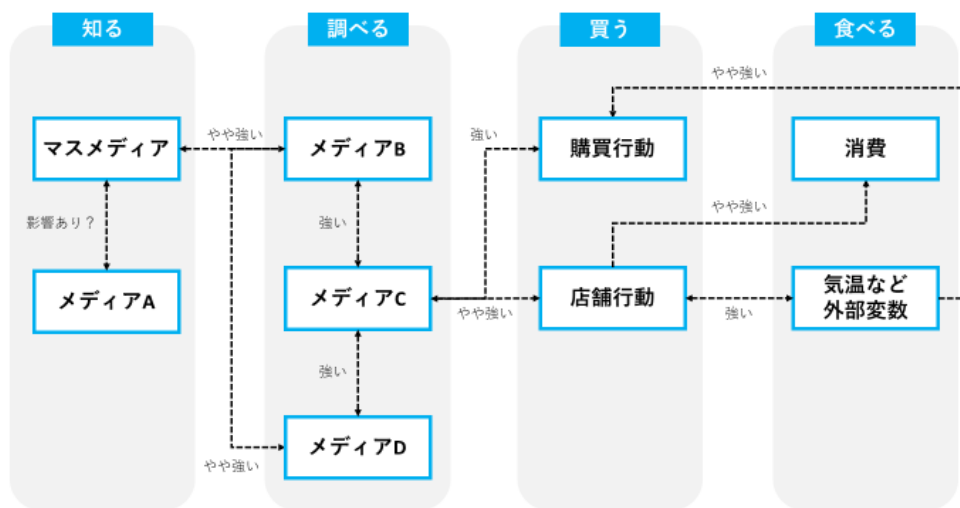 知る
調べる
買う
食べる
やや強い
マスメディア
やや強い
メディアB
強い
購買行動
消費
影響あり？
強い
やや強い
メディアA
メディアC
やや強い
店舗行動
強い
気温など
外部変数
強い
メディアD
やや強い